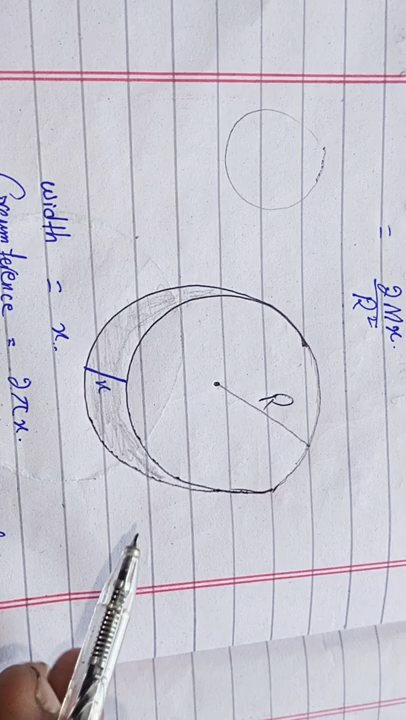 = 2Mx.
R²
R
x
width = x.
Circumference = 2πx.